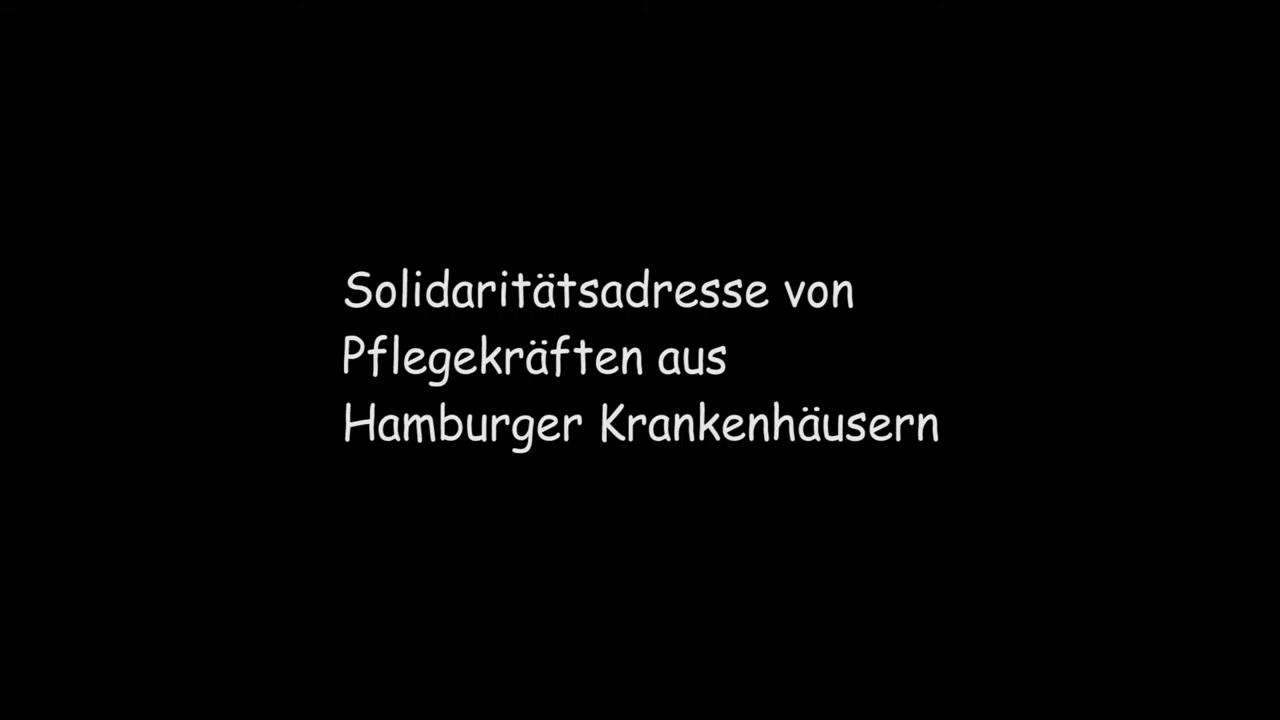 Solidaritätsadresse von
Pflegekräften aus
Hamburger Krankenhäusern